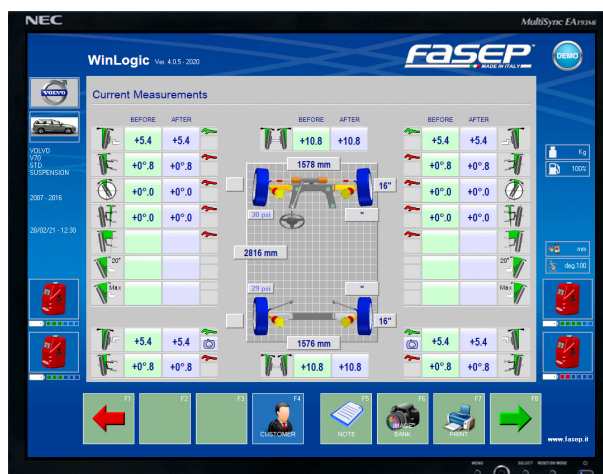 NEC
MultiSync EA193Mi
WinLogic Ver. 4.0.5 - 2020
FASEP
MADE IN ITALY
DEMO
VOLVO
Current Measurements
BEFORE AFTER BEFORE AFTER BEFORE AFTER
+5.4 +5.4 +10.8 +10.8 +5.4 +5.4
VOLVO
V70
STD
SUSPENSION
2007 - 2016
28/02/21 - 12:30
1578 mm
+0°.8 +0°.8 +0°.8 +0°.8
+0°.0 +0°.0 16" +0°.0 +0°.0
+0°.0 +0°.0 30 psi " +0°.0 +0°.0
2816 mm
20° 20°
Max 29 psi " Max
16"
+5.4 +5.4 1576 mm +5.4 +5.4
+0°.8 +0°.8 +10.8 +10.8 +0°.8 +0°.8
Kg
100%
mm
deg.100
F1 F2 F3 F4 F5 F6 F7 F8
CUSTOMER NOTE IMAGE BANK PRINT
www.fasep.it
MENU SELECT RESET/DV MODE